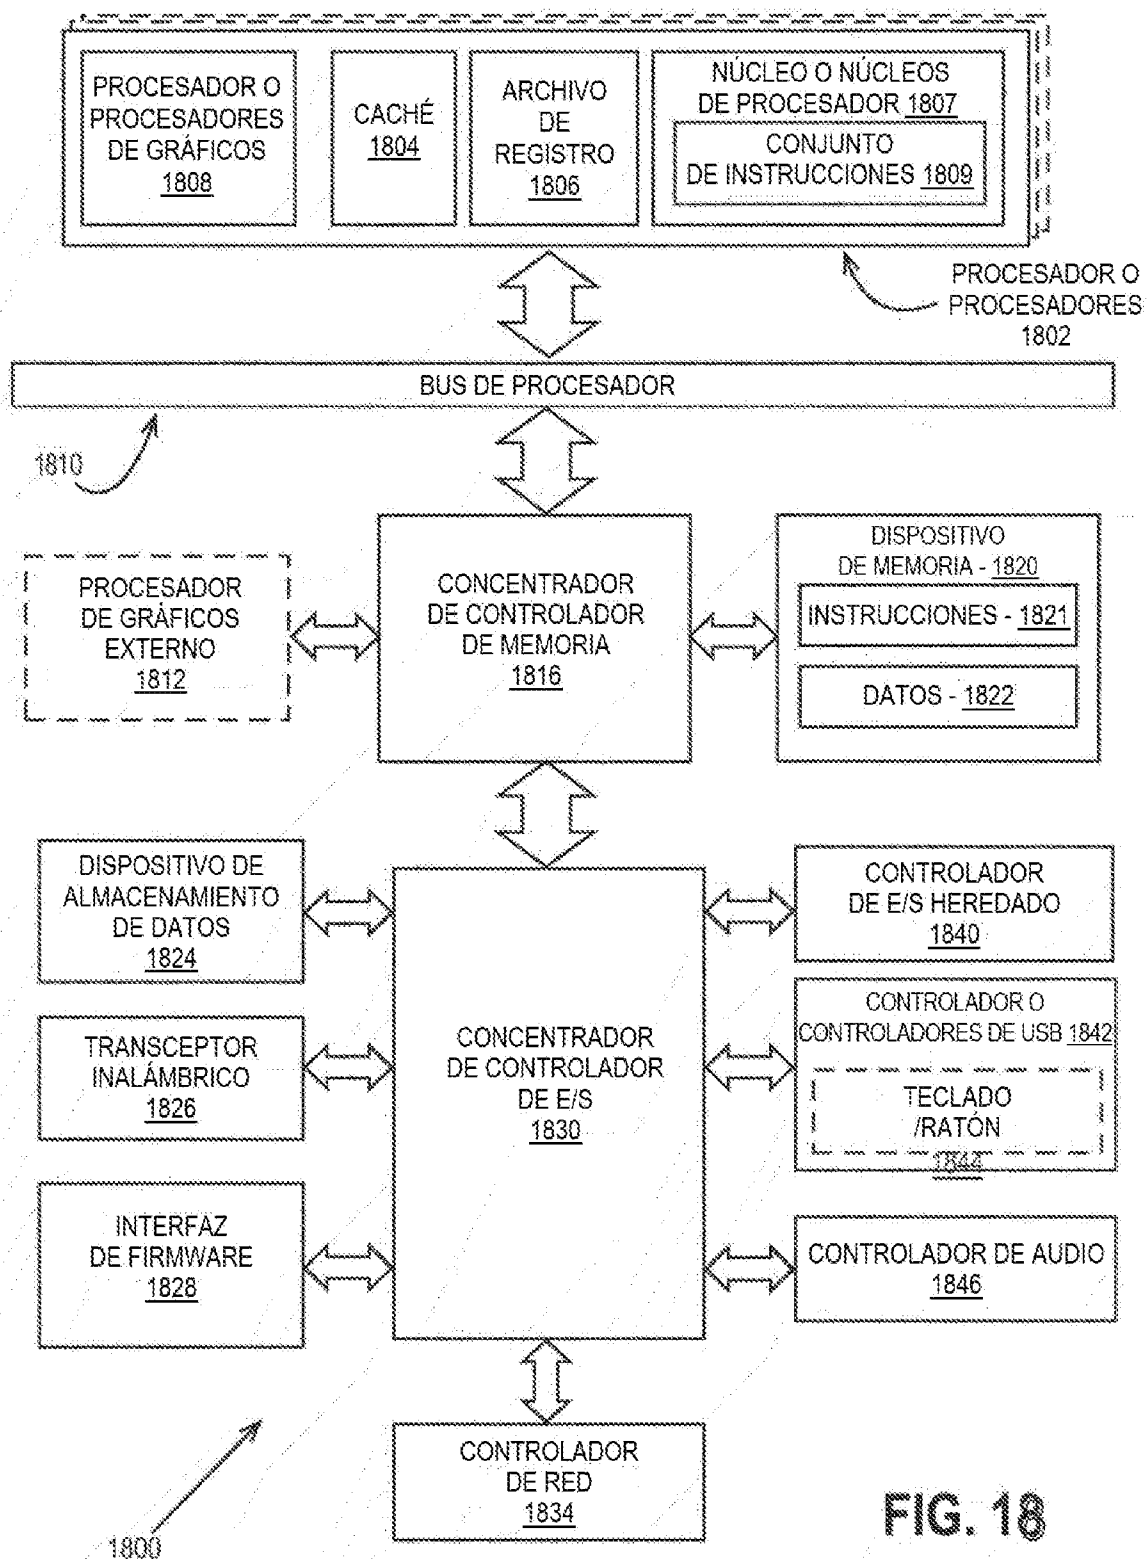 PROCESADOR O
PROCESADORES
DE GRÁFICOS
1808
CACHÉ
1804
ARCHIVO
DE
REGISTRO
1806
NÚCLEO O NÚCLEOS
DE PROCESADOR 1807
CONJUNTO
DE INSTRUCCIONES 1809
PROCESADOR O
PROCESADORES
1802
BUS DE PROCESADOR
1810
PROCESADOR
DE GRÁFICOS
EXTERNO
1812
CONCENTRADOR
DE CONTROLADOR
DE MEMORIA
1816
DISPOSITIVO
DE MEMORIA - 1820
INSTRUCCIONES - 1821
DATOS - 1822
DISPOSITIVO DE
ALMACENAMIENTO
DE DATOS
1824
TRANSCEPTOR
INALÁMBRICO
1826
INTERFAZ
DE FIRMWARE
1828
CONCENTRADOR
DE CONTROLADOR
DE E/S
1830
CONTROLADOR
DE E/S HEREDADO
1840
CONTROLADOR O
CONTROLADORES DE USB 1842
TECLADO
/RATÓN
1844
CONTROLADOR DE AUDIO
1846
CONTROLADOR
DE RED
1834
1800
FIG. 18